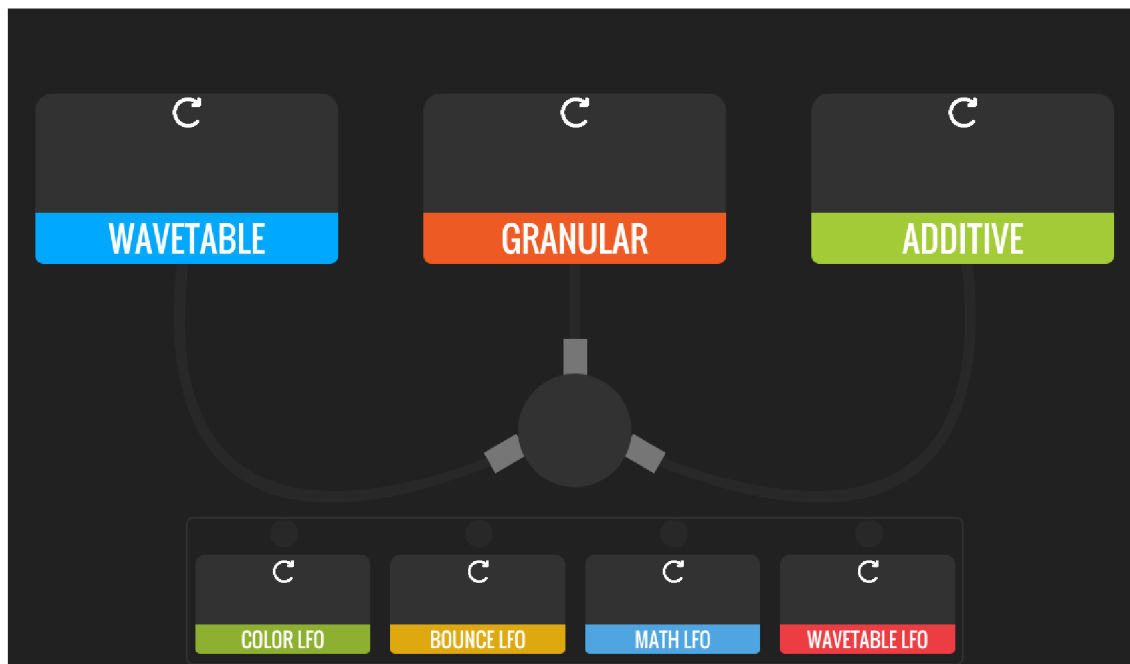 WAVETABLE
GRANULAR
ADDITIVE
COLOR LFO
BOUNCE LFO
MATH LFO
WAVETABLE LFO